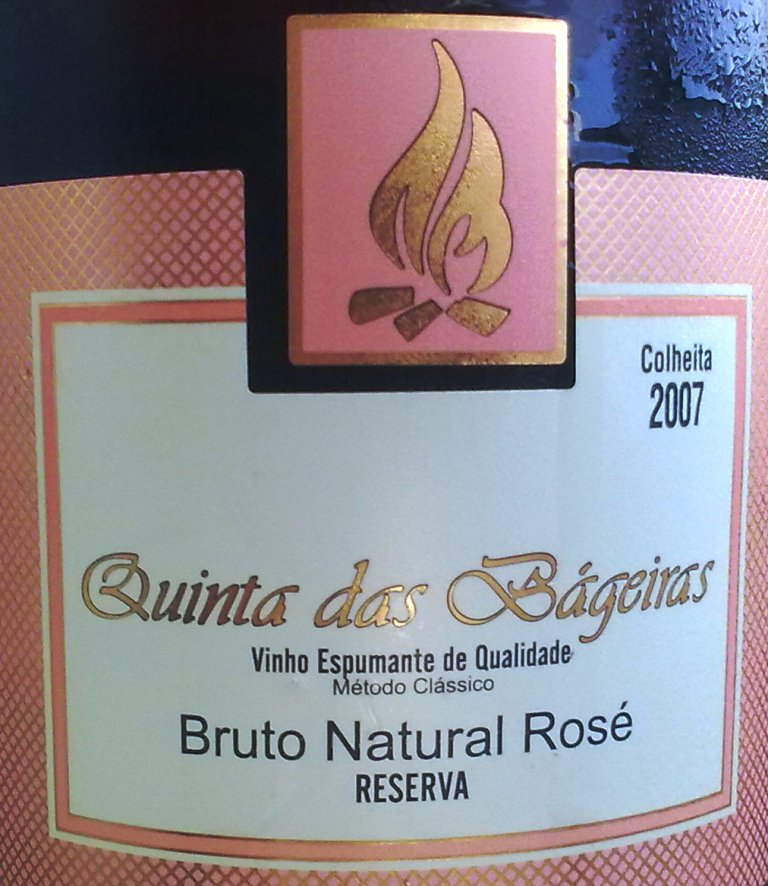 Colheita
2007
Quinta das Bágeiras
Vinho Espumante de Qualidade
Método Clássico
Bruto Natural Rosé
RESERVA